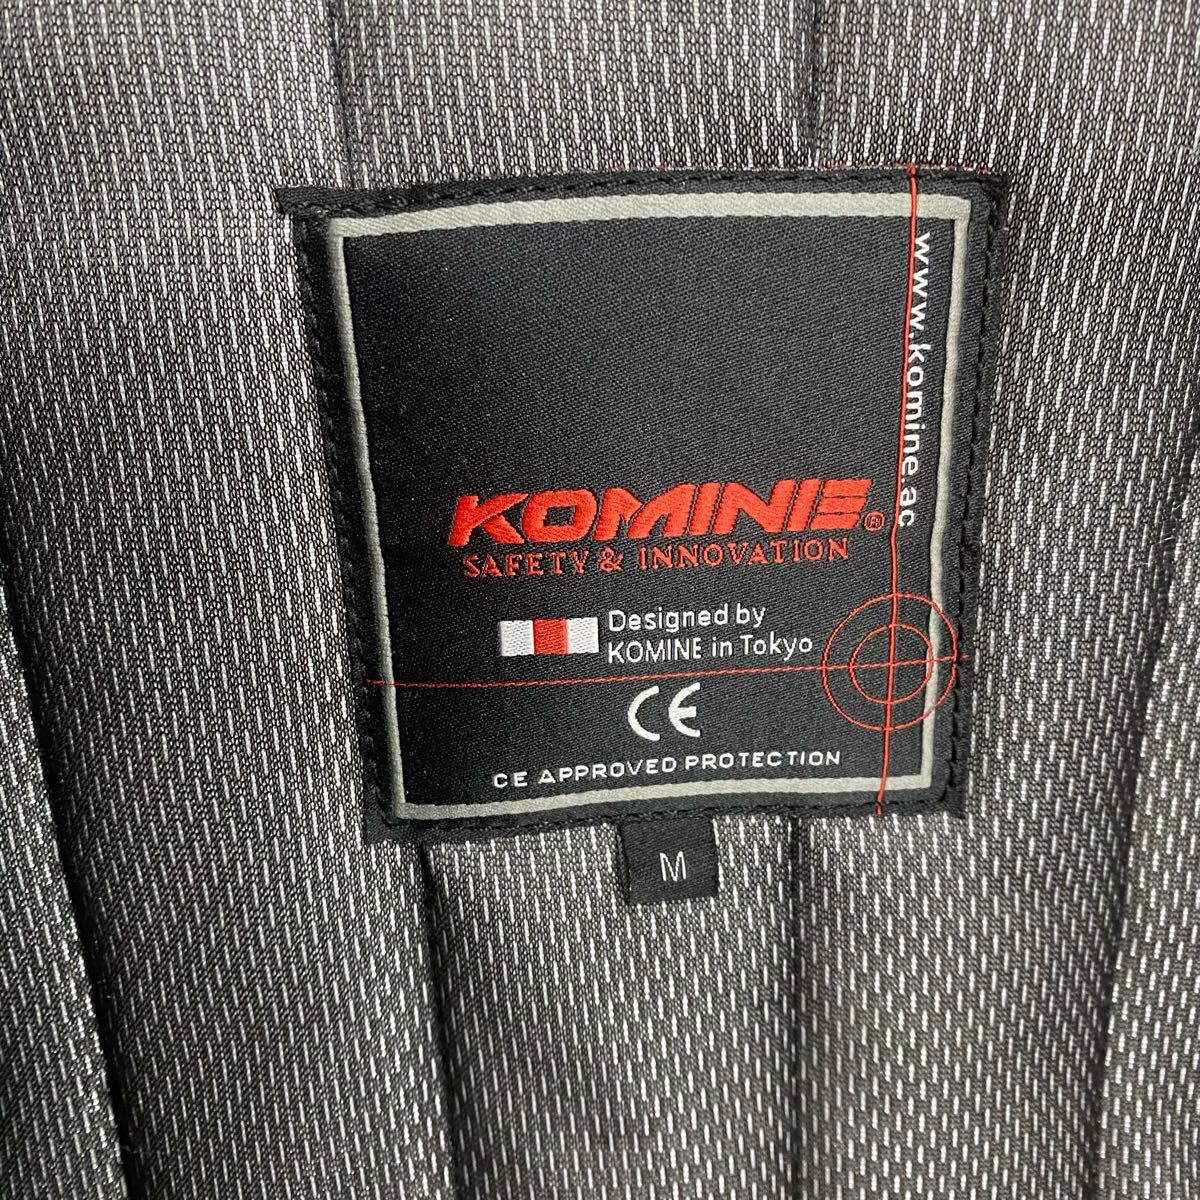 www.komine.ac
KOMINE®
SAFETY & INNOVATION
Designed by
KOMINE in Tokyo
CE
CE APPROVED PROTECTION
M